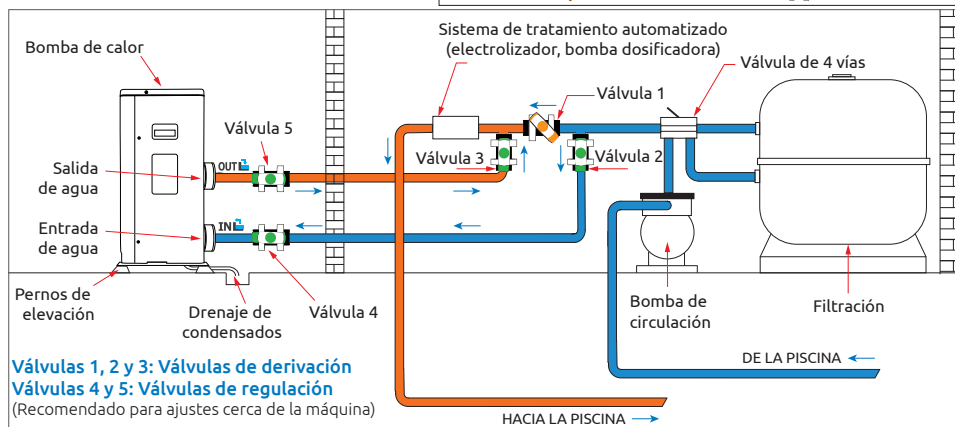 Sistema de tratamiento automatizado
(electrolizador, bomba dosificadora)
Bomba de calor
Válvula de 4 vías
Válvula 1
Válvula 5
Válvula 3
Válvula 2
Salida
de agua
OUT
Entrada
de agua
IN
Pernos de
elevación
Drenaje de
condensados
Válvula 4
Bomba de
circulación
Filtración
Válvulas 1, 2 y 3: Válvulas de derivación
Válvulas 4 y 5: Válvulas de regulación
(Recomendado para ajustes cerca de la máquina)
DE LA PISCINA
HACIA LA PISCINA